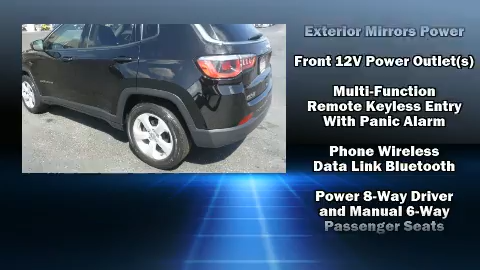 Exterior Mirrors Power
Front 12V Power Outlet(s)
Multi-Function
Remote Keyless Entry
With Panic Alarm
Phone Wireless
Data Link Bluetooth
Power 8-Way Driver
and Manual 6-Way
Passenger Seats